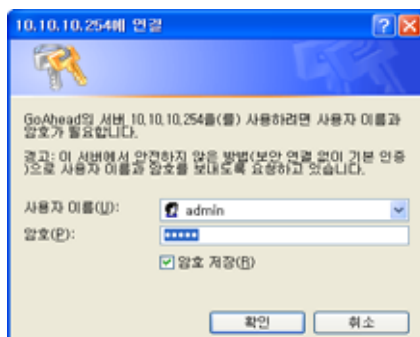 10.10.10.254에 연결
GoAhead의 서버 10.10.10.254을(를) 사용하려면 사용자 이름과
암호가 필요합니다.
경고: 이 서버에서 안전하지 않은 방법(보안 연결 없이 기본 인증
)으로 사용자 이름과 암호를 보내도록 요청하고 있습니다.
사용자 이름(U):
admin
암호(P):
•••••
암호 저장(R)
확인
취소